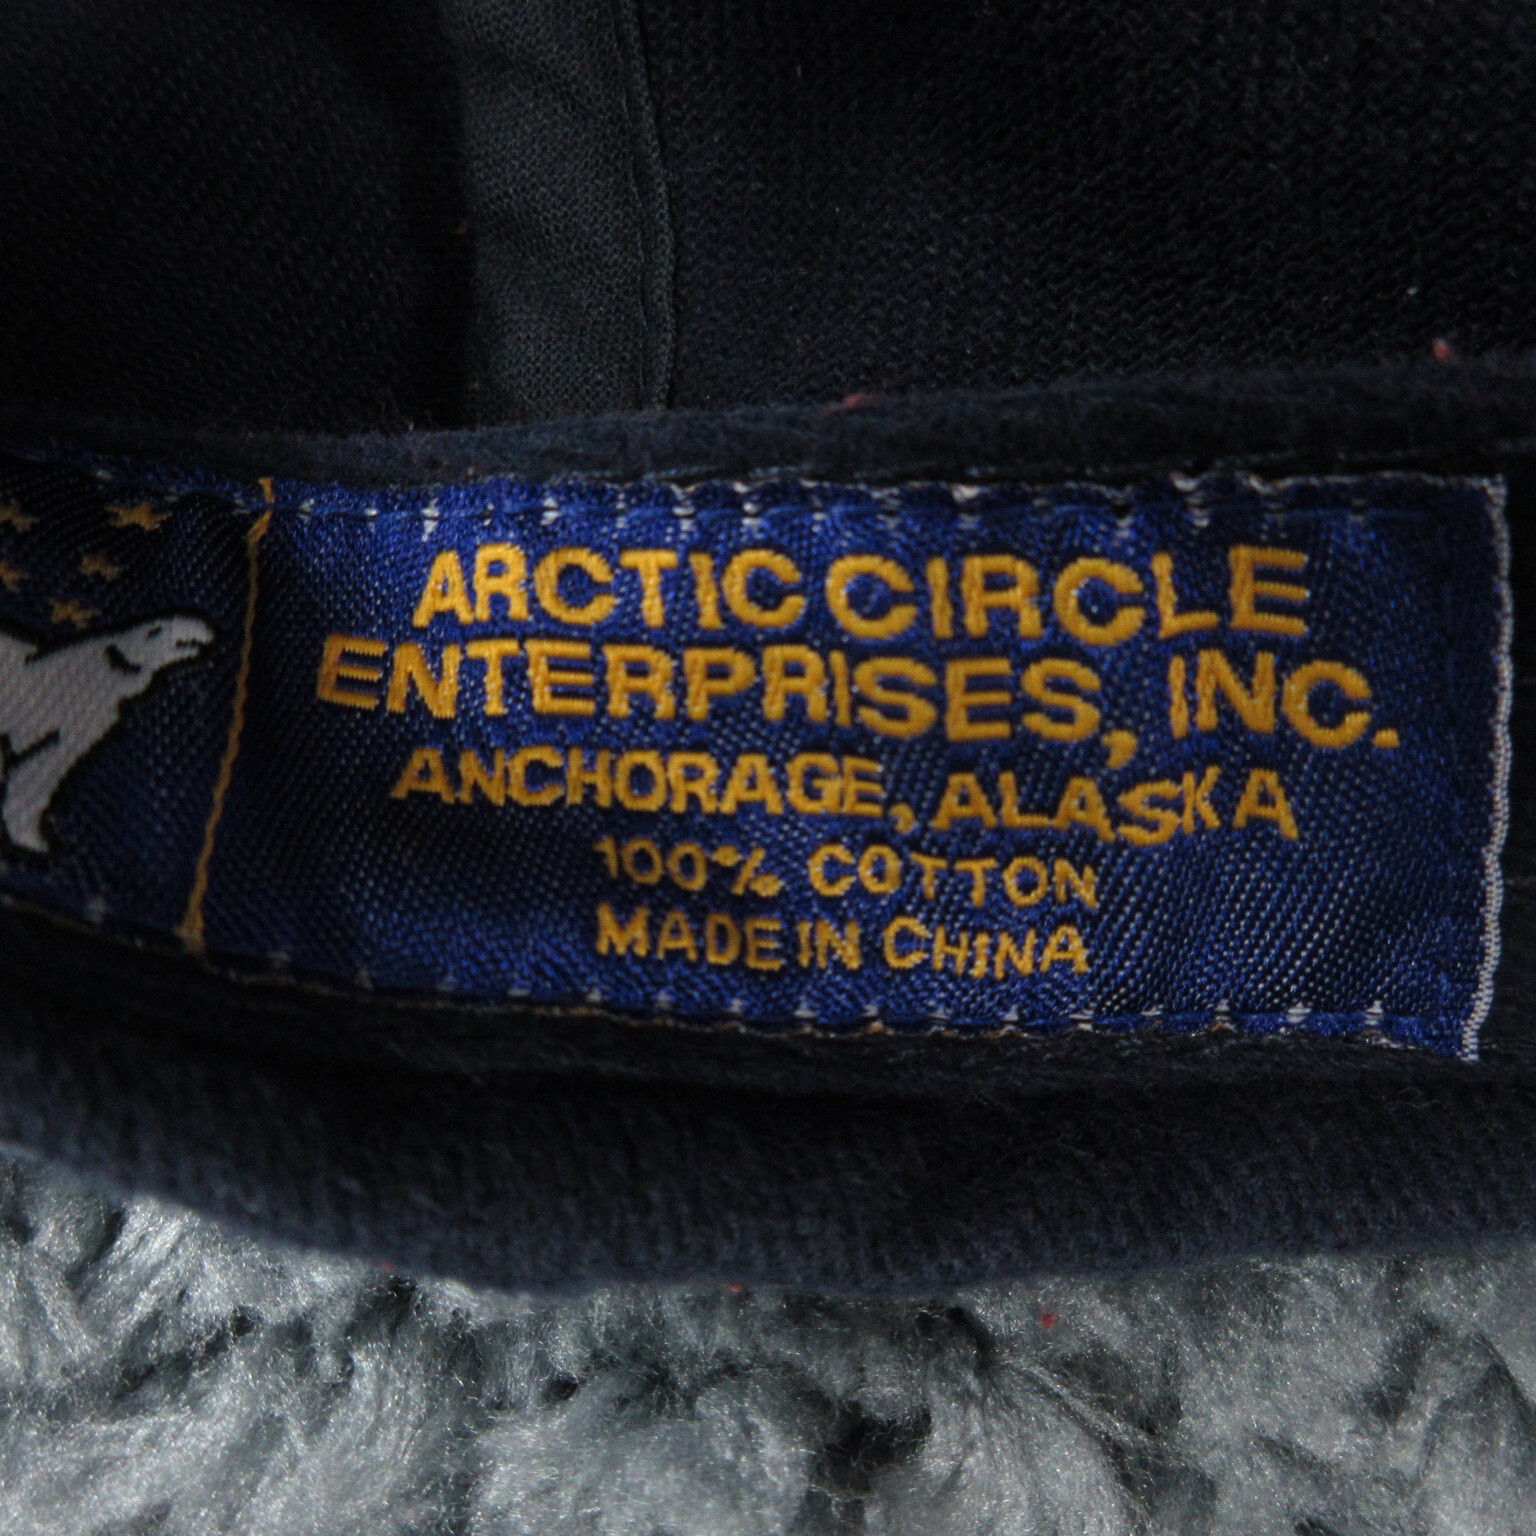 ARCTIC CIRCLE
ENTERPRISES, INC.
ANCHORAGE, ALASKA
100% COTTON
MADE IN CHINA